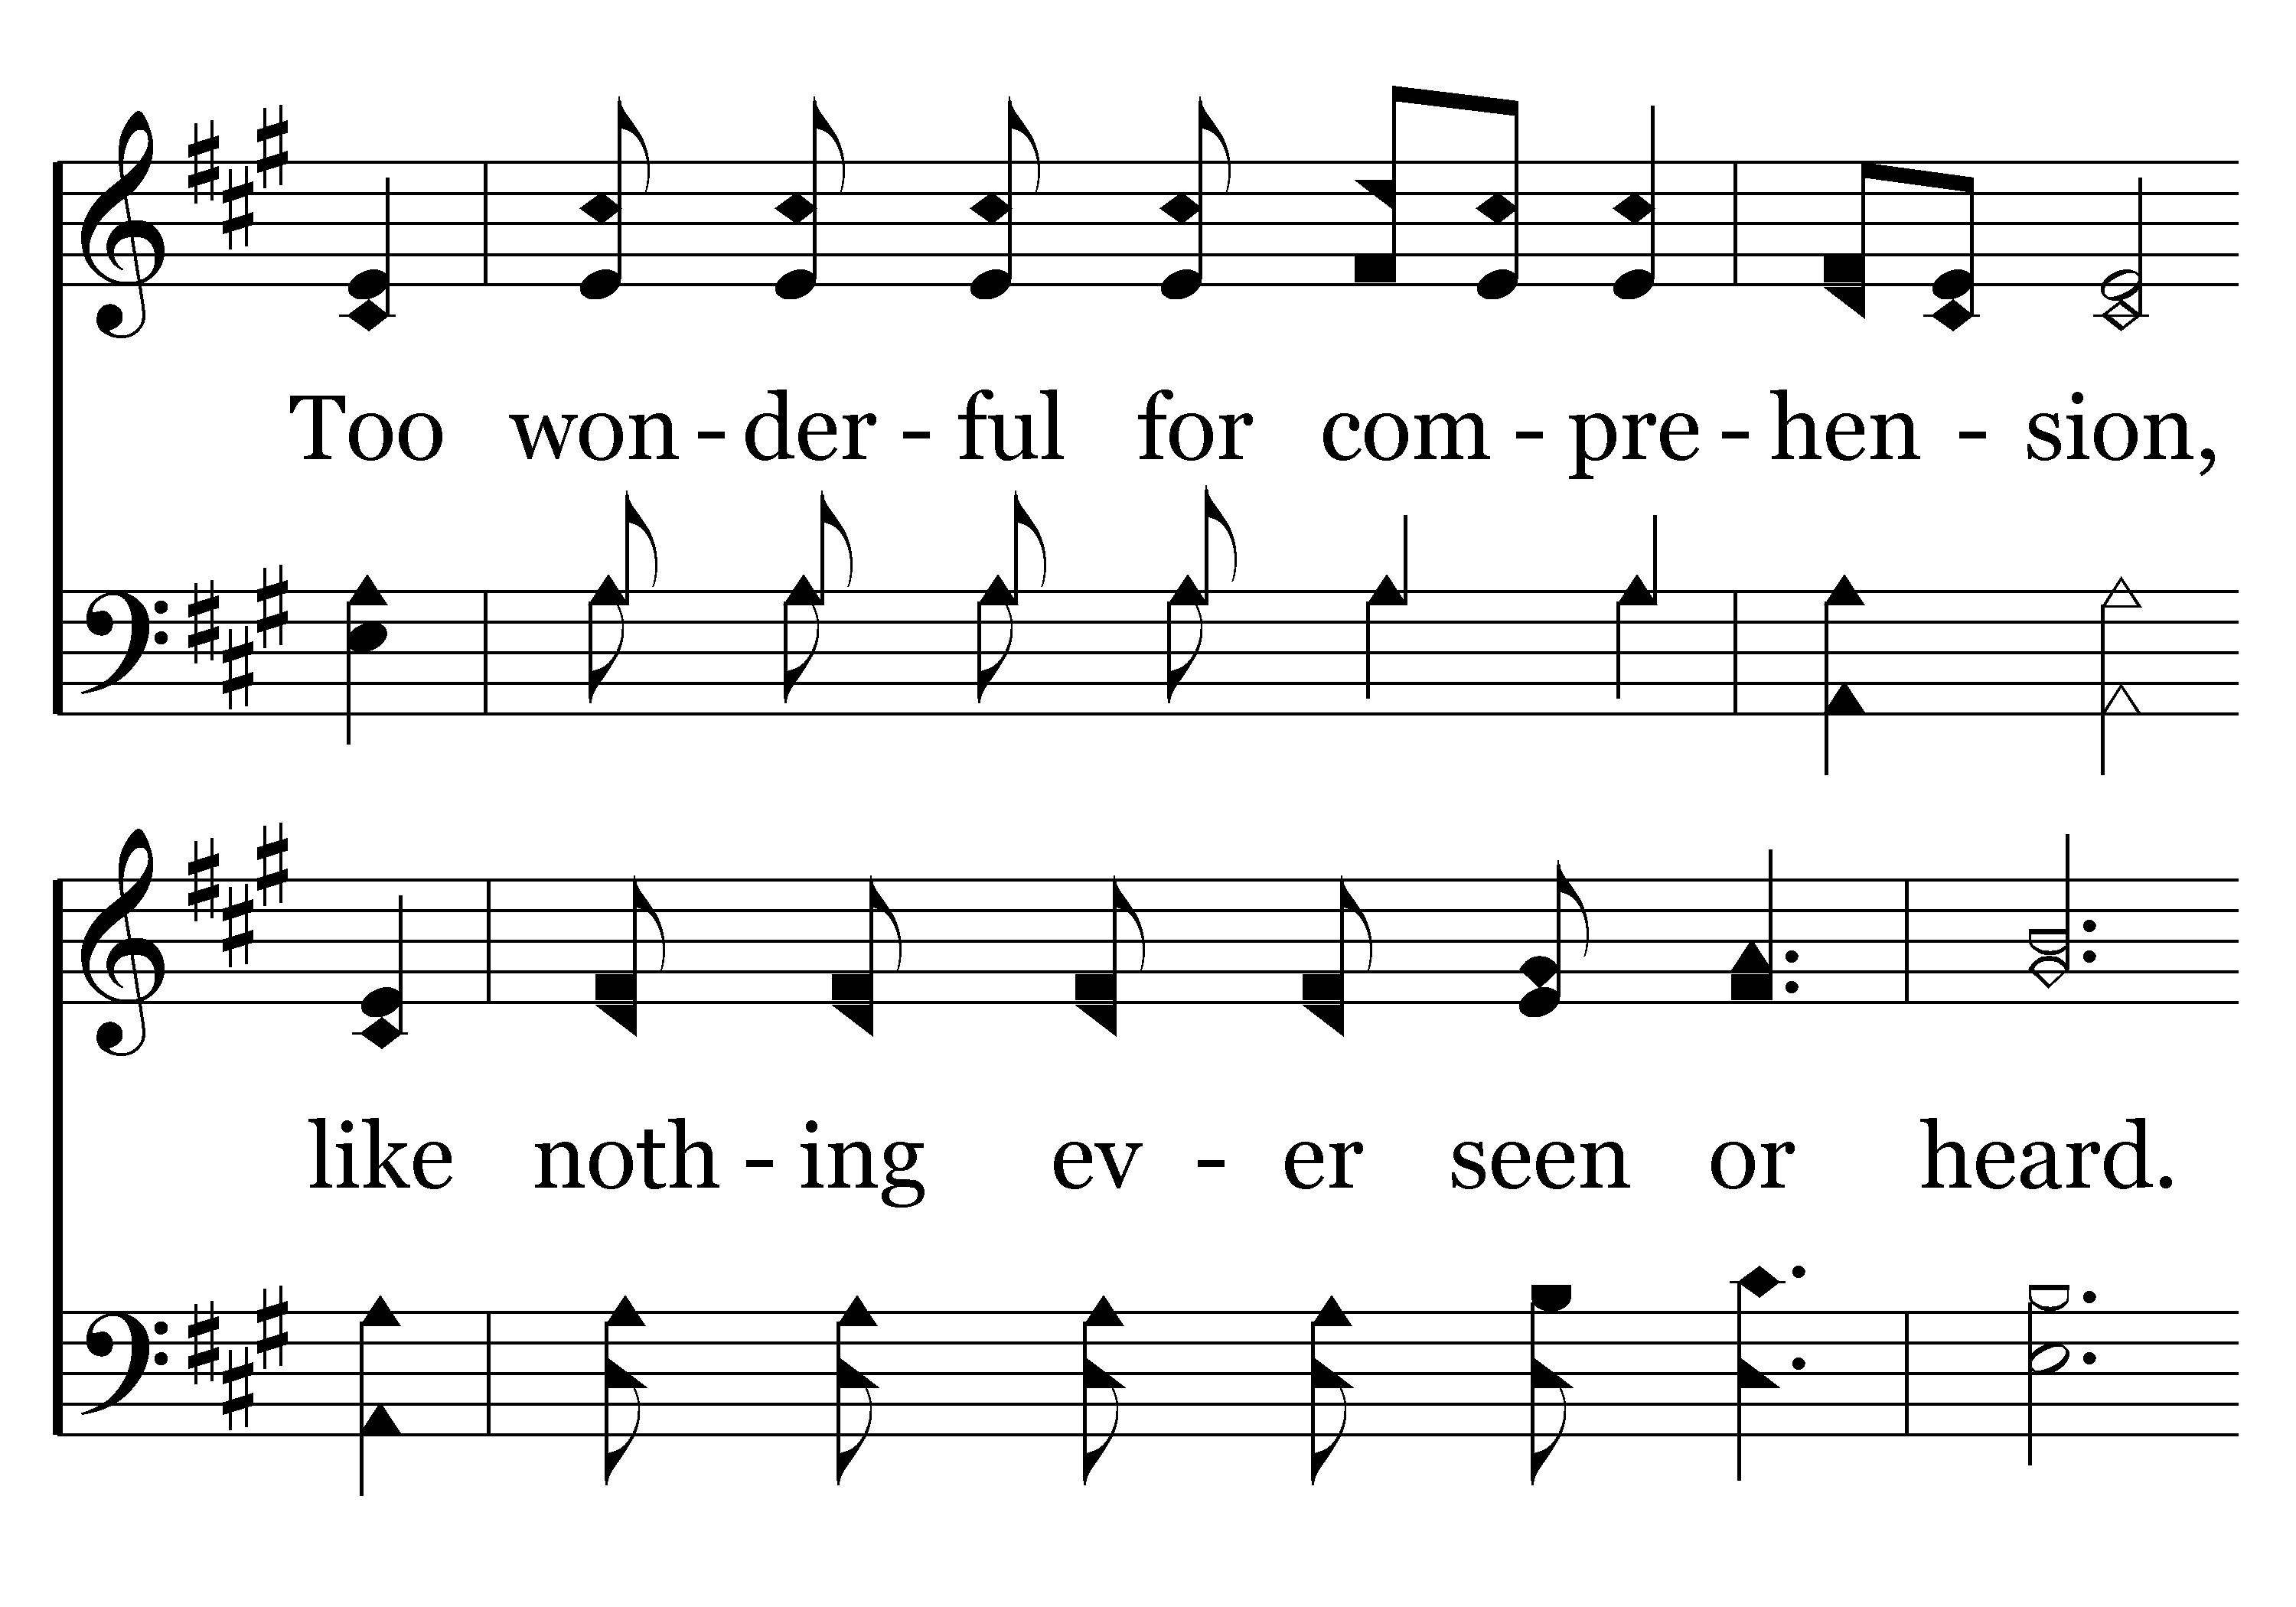 Too won - der - ful for com - pre - hen - sion,
like noth - ing ev - er seen or heard.